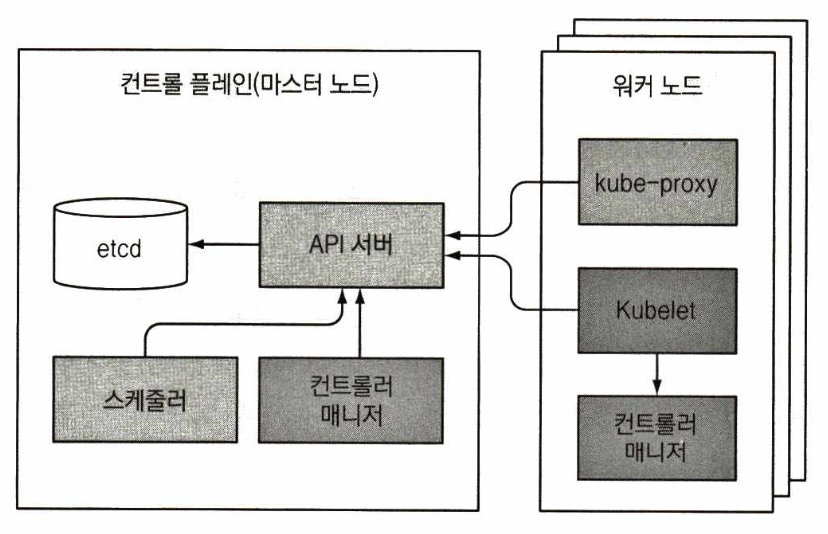 컨트롤 플레인(마스터 노드)
etcd
API 서버
스케줄러
컨트롤러
매니저
워커 노드
kube-proxy
Kubelet
컨트롤러
매니저